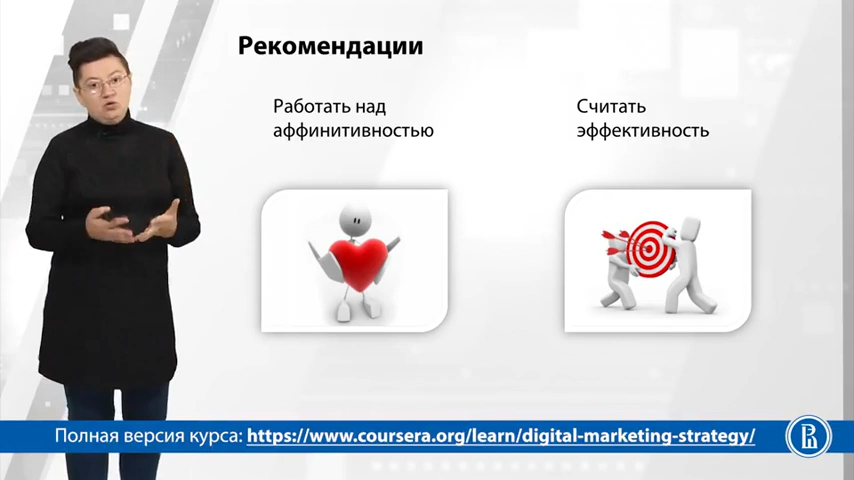 Рекомендации
Работать над
аффинитивностью
Считать
эффективность
Полная версия курса: https://www.coursera.org/learn/digital-marketing-strategy/